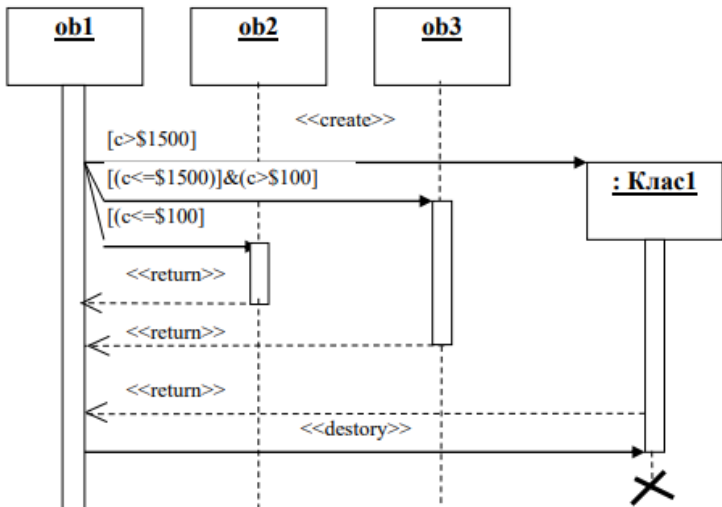 ob1
ob2
ob3
<<create>>
[c>$1500]
[(c<=$1500)]&(c>$100]
: Клас1
[(c<=$100]
<<return>>
<<return>>
<<return>>
<<destory>>